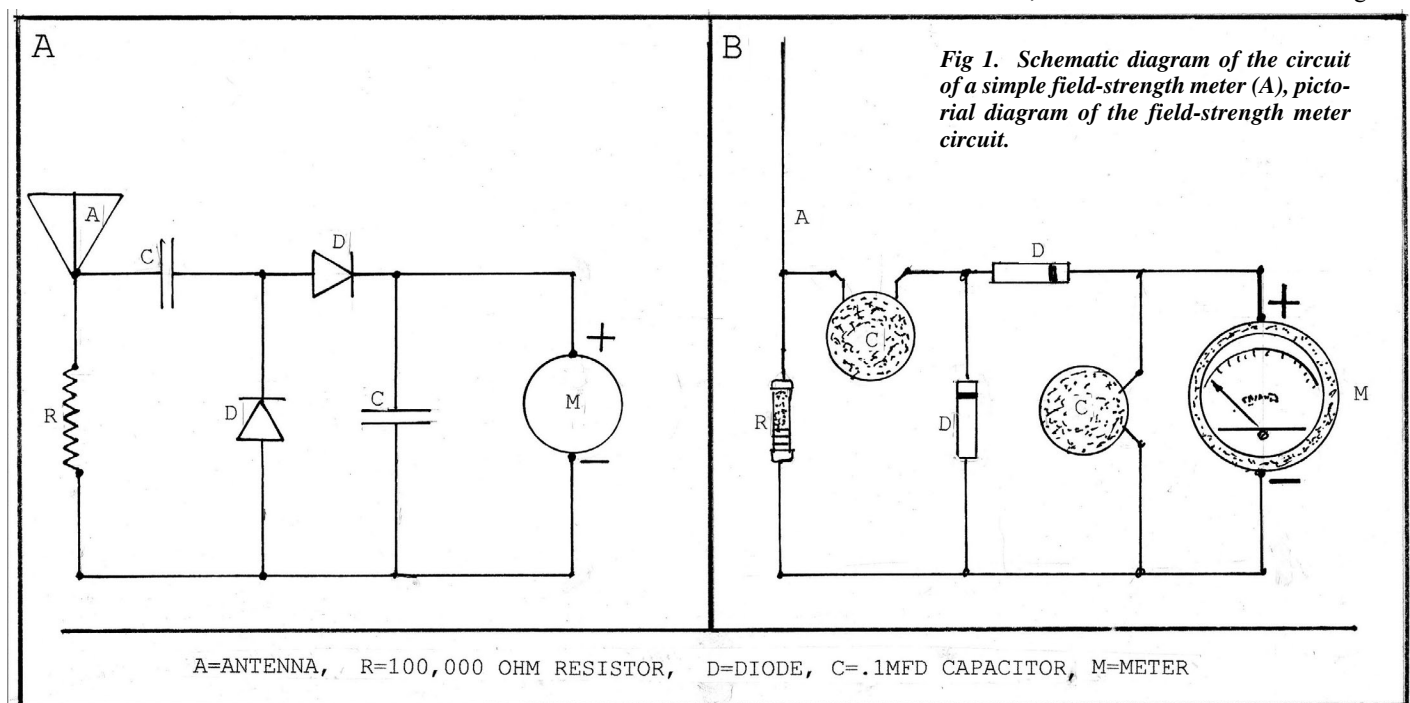 A
B
Fig 1. Schematic diagram of the circuit
of a simple field-strength meter (A), picto-
rial diagram of the field-strength meter
circuit.
A
C
D
R
D
C
+
M
−
A
C
D
R
D
C
+
M
−
A=ANTENNA, R=100,000 OHM RESISTOR, D=DIODE, C=.1MFD CAPACITOR, M=METER